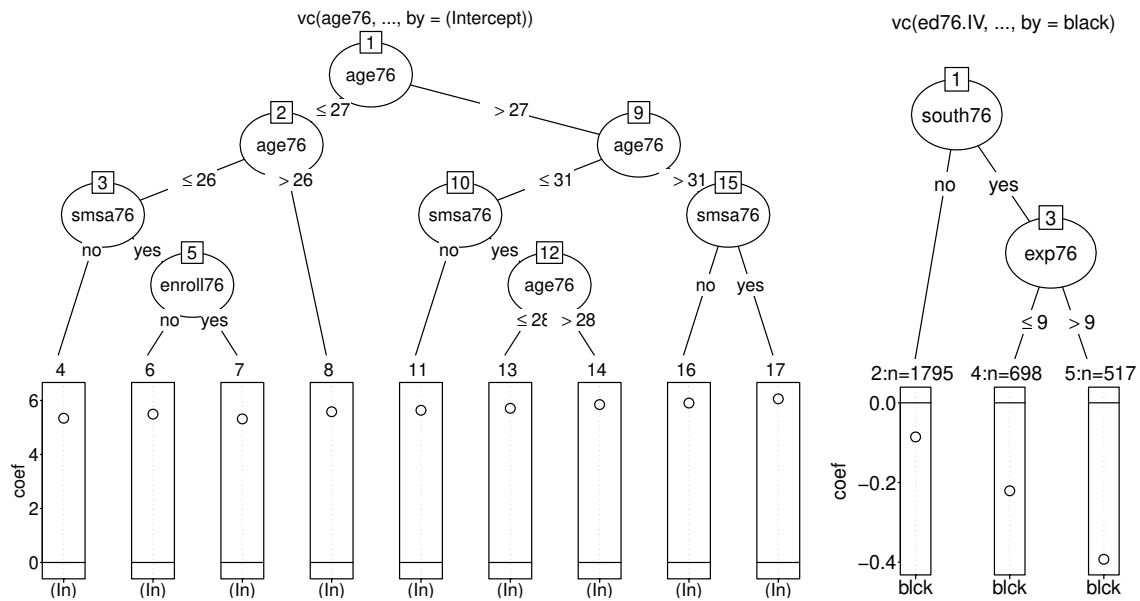 vc(age76, ..., by = (Intercept))
1
age76
≤ 27
> 27
2
age76
9
age76
≤ 26
> 26
≤ 31
> 31
3
smsa76
10
smsa76
15
smsa76
no
yes
no
yes
no
yes
5
enroll76
12
age76
no
yes
≤ 28
> 28
4
6
7
8
11
13
14
16
17
coef
6
4
2
0
(In)
(In)
(In)
(In)
(In)
(In)
(In)
(In)
(In)
vc(ed76.IV, ..., by = black)
1
south76
no
yes
3
exp76
≤ 9
> 9
2:n=1795
4:n=698
5:n=517
coef
0.0
−0.2
−0.4
blck
blck
blck